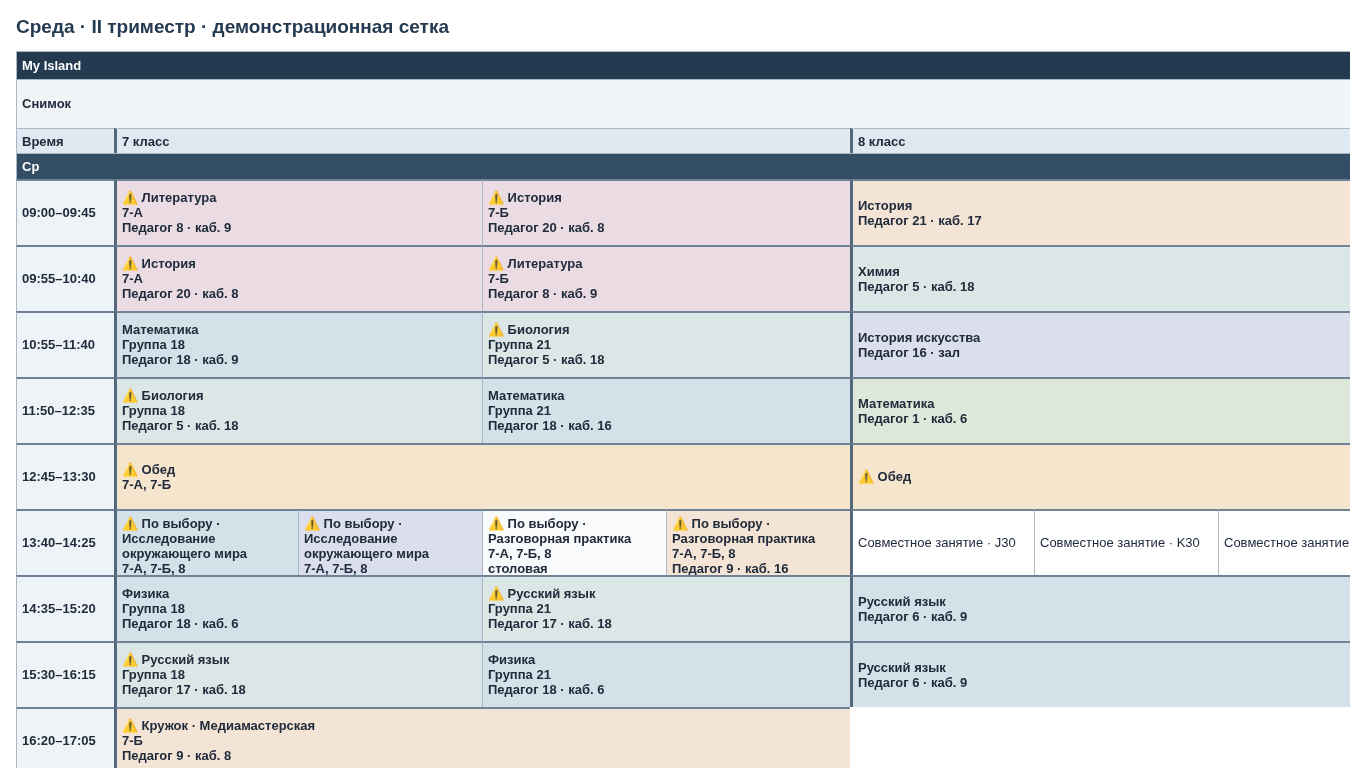 Среда · II триместр · демонстрационная сетка
My Island
Снимок
Время
7 класс
8 класс
Ср
09:00–09:45
⚠️ Литература
7-А
Педагог 8 · каб. 9
⚠️ История
7-Б
Педагог 20 · каб. 8
История
Педагог 21 · каб. 17
09:55–10:40
⚠️ История
7-А
Педагог 20 · каб. 8
⚠️ Литература
7-Б
Педагог 8 · каб. 9
Химия
Педагог 5 · каб. 18
10:55–11:40
Математика
Группа 18
Педагог 18 · каб. 9
⚠️ Биология
Группа 21
Педагог 5 · каб. 18
История искусства
Педагог 16 · зал
11:50–12:35
⚠️ Биология
Группа 18
Педагог 5 · каб. 18
Математика
Группа 21
Педагог 18 · каб. 16
Математика
Педагог 1 · каб. 6
12:45–13:30
⚠️ Обед
7-А, 7-Б
⚠️ Обед
13:40–14:25
⚠️ По выбору ·
Исследование
окружающего мира
7-А, 7-Б, 8
⚠️ По выбору ·
Исследование
окружающего мира
7-А, 7-Б, 8
⚠️ По выбору ·
Разговорная практика
7-А, 7-Б, 8
столовая
⚠️ По выбору ·
Разговорная практика
7-А, 7-Б, 8
Педагог 9 · каб. 16
Совместное занятие · J30
Совместное занятие · K30
Совместное занятие
14:35–15:20
Физика
Группа 18
Педагог 18 · каб. 6
⚠️ Русский язык
Группа 21
Педагог 17 · каб. 18
Русский язык
Педагог 6 · каб. 9
15:30–16:15
⚠️ Русский язык
Группа 18
Педагог 17 · каб. 18
Физика
Группа 21
Педагог 18 · каб. 6
Русский язык
Педагог 6 · каб. 9
16:20–17:05
⚠️ Кружок · Медиамастерская
7-Б
Педагог 9 · каб. 8